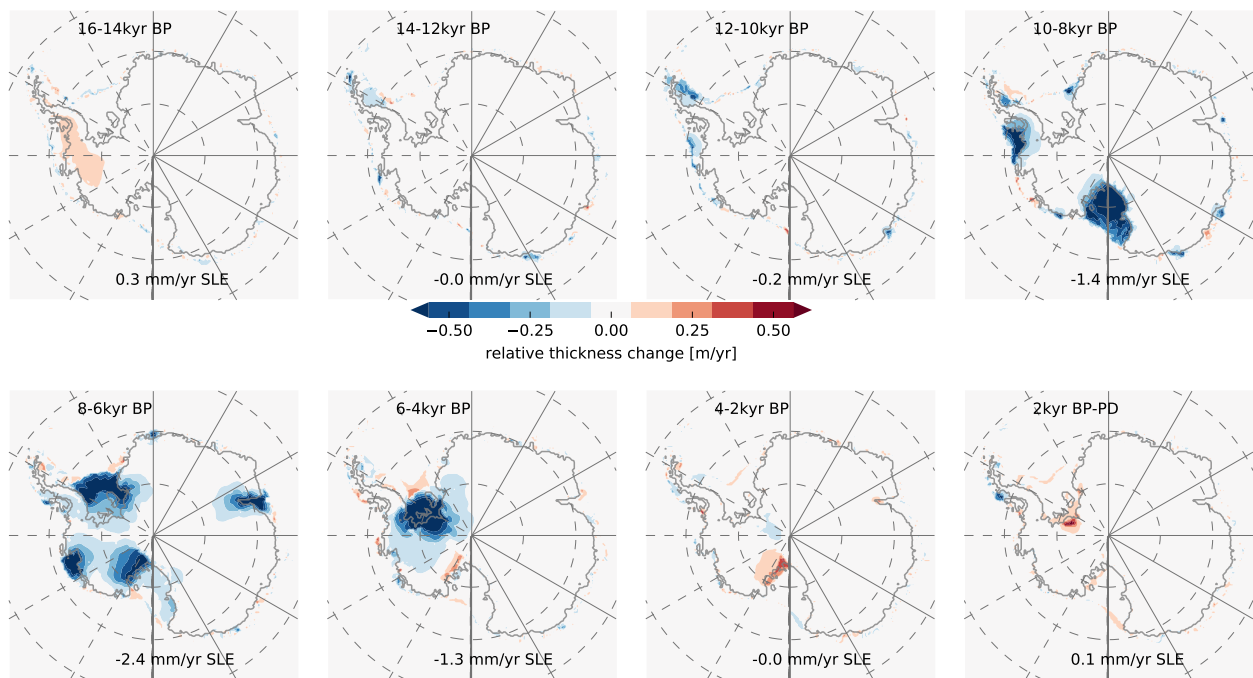 16-14kyr BP
14-12kyr BP
12-10kyr BP
10-8kyr BP
0.3 mm/yr SLE
-0.0 mm/yr SLE
-0.2 mm/yr SLE
-1.4 mm/yr SLE
−0.50 −0.25 0.00 0.25 0.50
relative thickness change [m/yr]
8-6kyr BP
6-4kyr BP
4-2kyr BP
2kyr BP-PD
-2.4 mm/yr SLE
-1.3 mm/yr SLE
-0.0 mm/yr SLE
0.1 mm/yr SLE